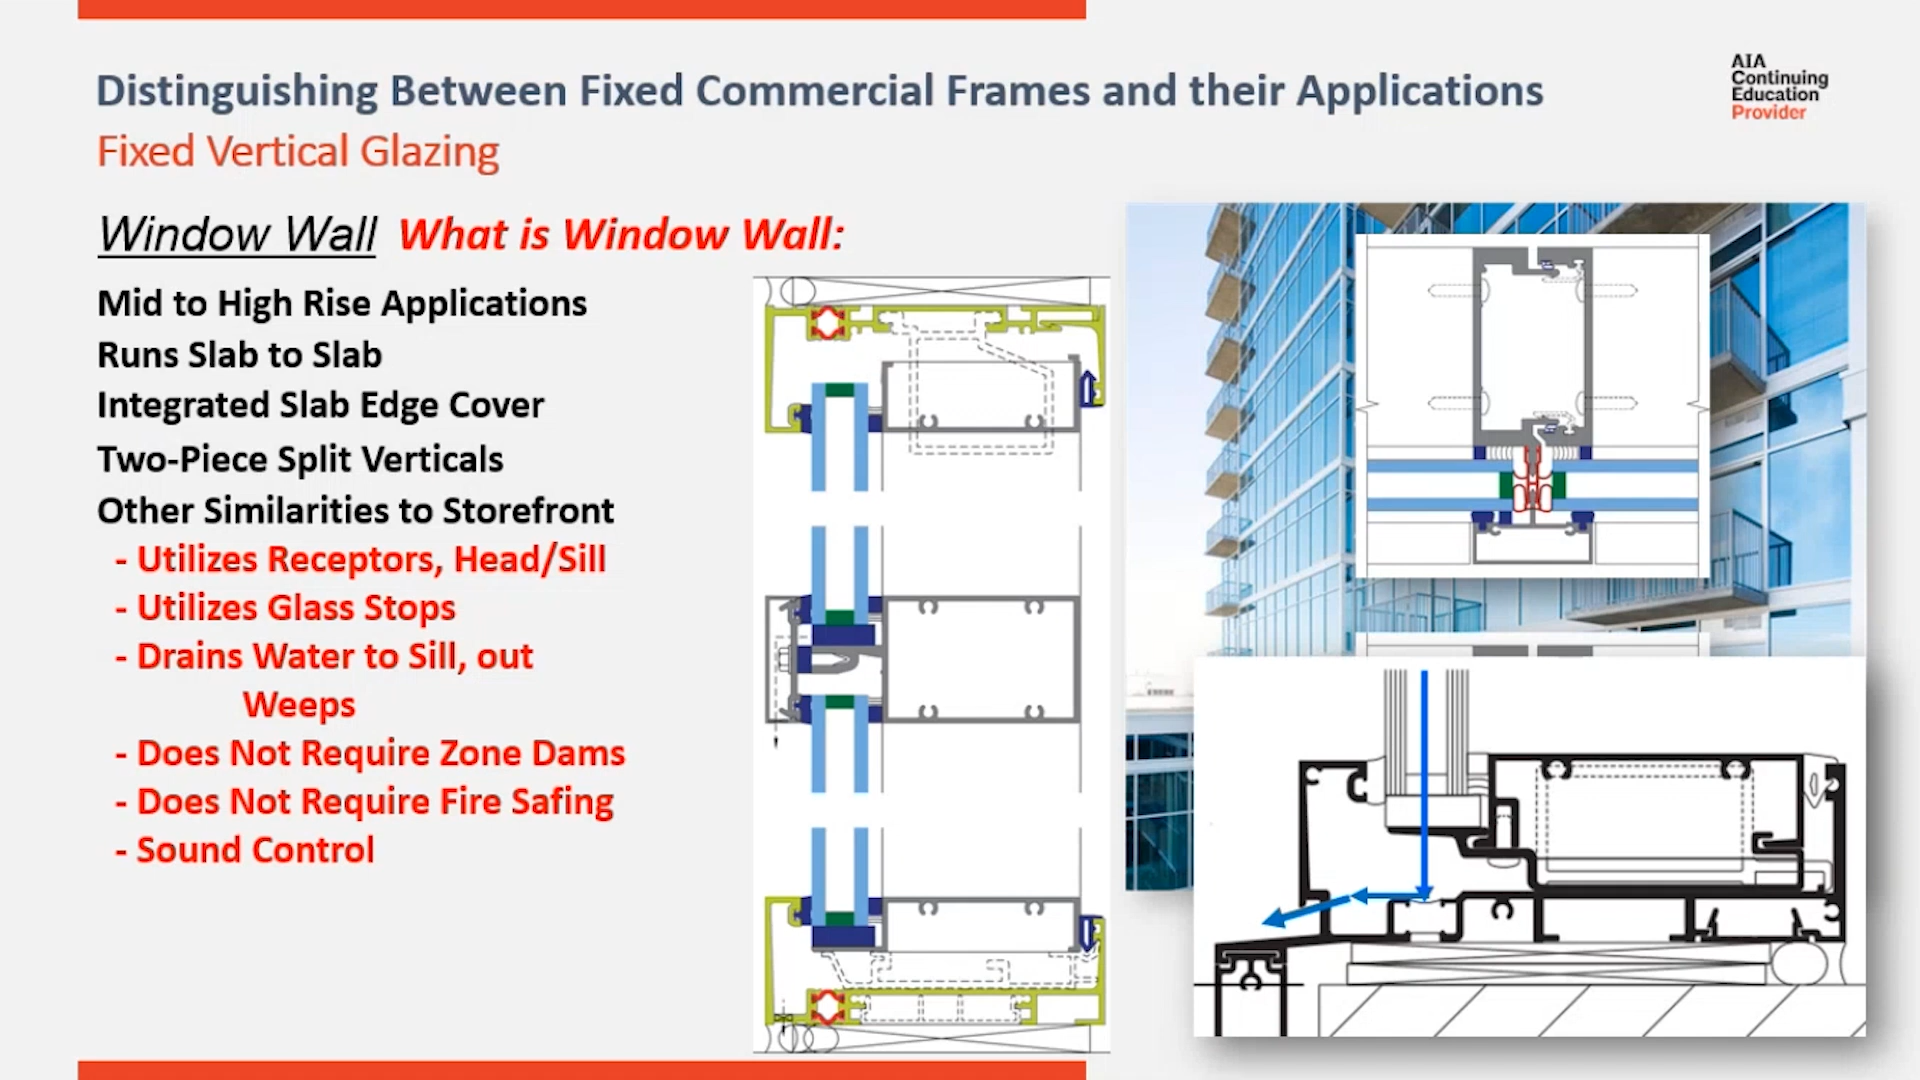 Distinguishing Between Fixed Commercial Frames and their Applications
Fixed Vertical Glazing
AIA
Continuing
Education
Provider
Window Wall What is Window Wall:
Mid to High Rise Applications
Runs Slab to Slab
Integrated Slab Edge Cover
Two-Piece Split Verticals
Other Similarities to Storefront
- Utilizes Receptors, Head/Sill
- Utilizes Glass Stops
- Drains Water to Sill, out
Weeps
- Does Not Require Zone Dams
- Does Not Require Fire Safing
- Sound Control